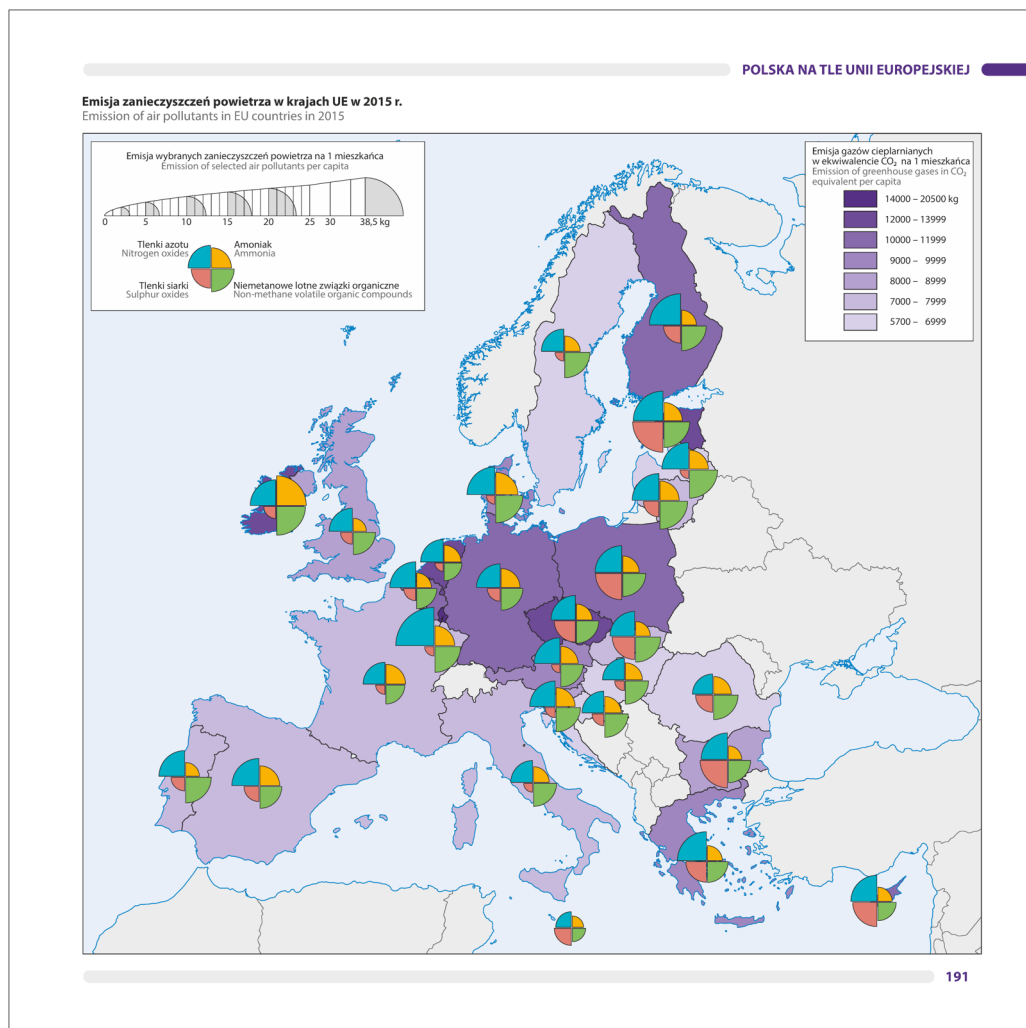 POLSKA NA TLE UNII EUROPEJSKIEJ
Emisja zanieczyszczeń powietrza w krajach UE w 2015 r.
Emission of air pollutants in EU countries in 2015
Emisja wybranych zanieczyszczeń powietrza na 1 mieszkańca
Emission of selected air pollutants per capita
0 5 10 15 20 25 30 38,5 kg
Tlenki azotu
Nitrogen oxides
Amoniak
Ammonia
Tlenki siarki
Sulphur oxides
Niemetanowe lotne związki organiczne
Non-methane volatile organic compounds
Emisja gazów cieplarnianych
w ekwiwalencie CO₂ na 1 mieszkańca
Emission of greenhouse gases in CO₂
equivalent per capita
14000 – 20500 kg
12000 – 13999
10000 – 11999
9000 – 9999
8000 – 8999
7000 – 7999
5700 – 6999
191